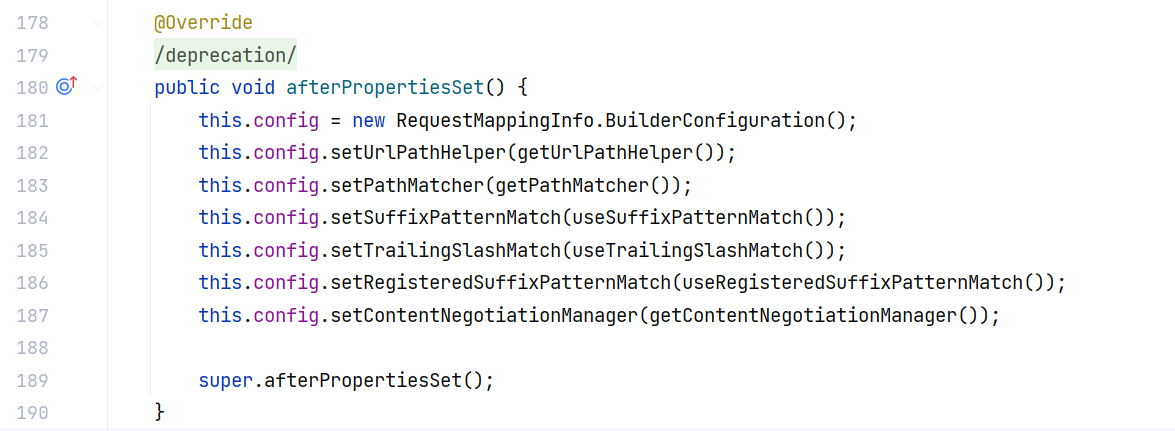 178 @Override
179 /deprecation/
180 public void afterPropertiesSet() {
181 this.config = new RequestMappingInfo.BuilderConfiguration();
182 this.config.setUrlPathHelper(getUrlPathHelper());
183 this.config.setPathMatcher(getPathMatcher());
184 this.config.setSuffixPatternMatch(useSuffixPatternMatch());
185 this.config.setTrailingSlashMatch(useTrailingSlashMatch());
186 this.config.setRegisteredSuffixPatternMatch(useRegisteredSuffixPatternMatch());
187 this.config.setContentNegotiationManager(getContentNegotiationManager());
188
189 super.afterPropertiesSet();
190 }